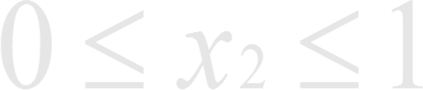 0 ≤ x₂ ≤ 1